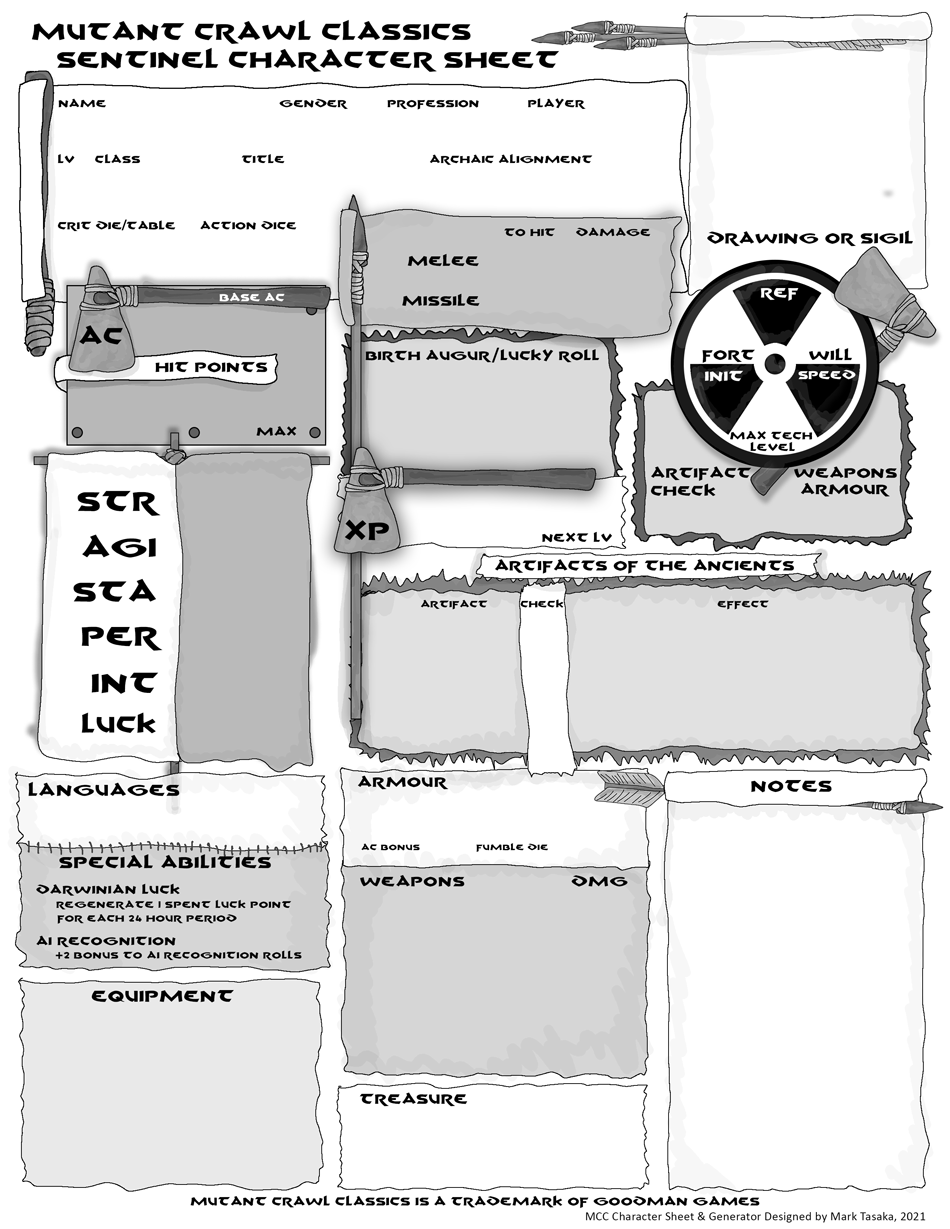 MUTANT CRAWL CLASSICS
SENTINEL CHARACTER SHEET
NAME GENDER PROFESSION PLAYER
LV CLASS TITLE ARCHAIC ALIGNMENT
CRIT DIE/TABLE ACTION DICE
DRAWING OR SIGIL
TO HIT DAMAGE
MELEE
MISSILE
BASE AC
AC
HIT POINTS
MAX
BIRTH AUGUR/LUCKY ROLL
REF
FORT WILL
INIT SPEED
MAX TECH
LEVEL
ARTIFACT
CHECK
WEAPONS
ARMOUR
STR
AGI
STA
PER
INT
LUCK
XP
NEXT LV
ARTIFACTS OF THE ANCIENTS
ARTIFACT CHECK EFFECT
LANGUAGES
SPECIAL ABILITIES
DARWINIAN LUCK
REGENERATE 1 SPENT LUCK POINT
FOR EACH 24 HOUR PERIOD
AI RECOGNITION
+2 BONUS TO AI RECOGNITION ROLLS
EQUIPMENT
ARMOUR
AC BONUS FUMBLE DIE
WEAPONS DMG
TREASURE
NOTES
MUTANT CRAWL CLASSICS IS A TRADEMARK OF GOODMAN GAMES
MCC Character Sheet & Generator Designed by Mark Tasaka, 2021